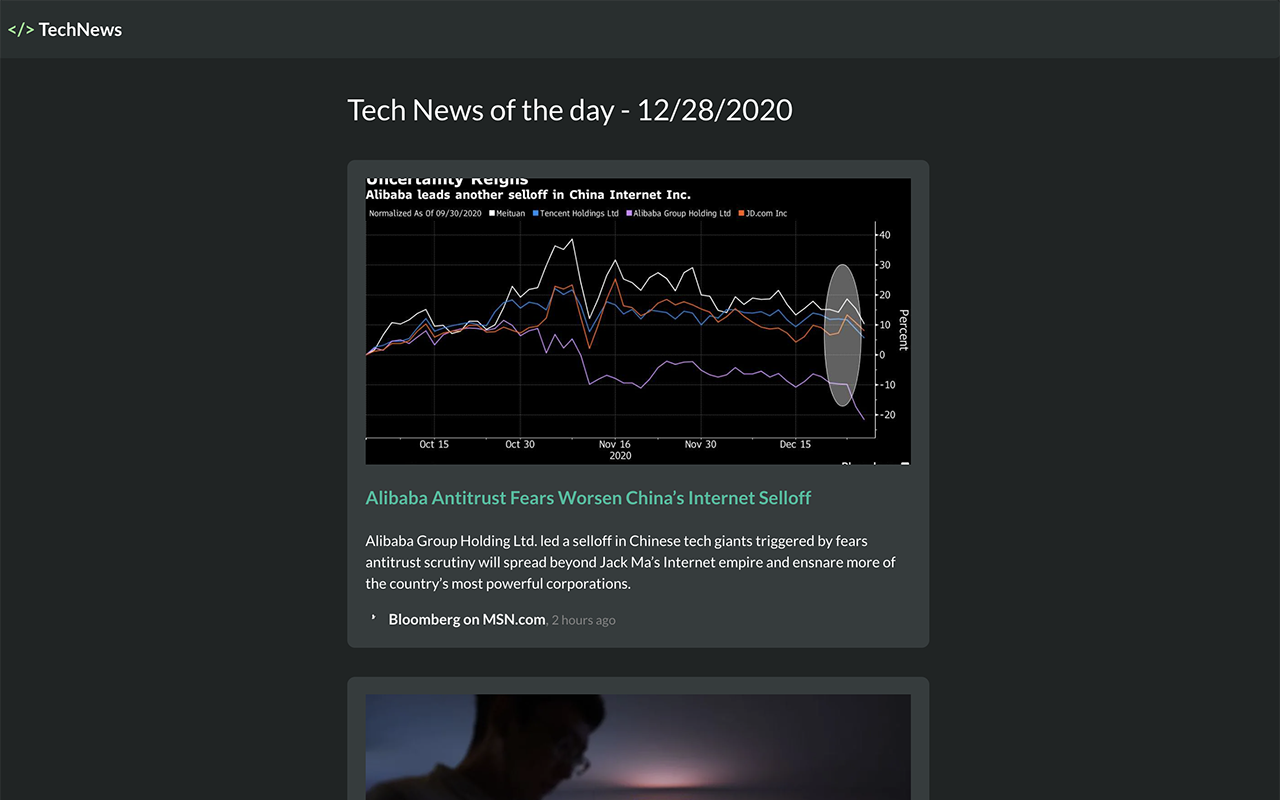 </> TechNews
Tech News of the day - 12/28/2020
Uncertainty Reigns
Alibaba leads another selloff in China Internet Inc.
Normalized As Of 09/30/2020 Meituan Tencent Holdings Ltd Alibaba Group Holding Ltd JD.com Inc
40
30
20
10
0
-10
-20
Percent
Oct 15 Oct 30 Nov 16 Nov 30 Dec 15
2020
Alibaba Antitrust Fears Worsen China’s Internet Selloff
Alibaba Group Holding Ltd. led a selloff in Chinese tech giants triggered by fears
antitrust scrutiny will spread beyond Jack Ma’s Internet empire and ensnare more of
the country’s most powerful corporations.
Bloomberg on MSN.com, 2 hours ago